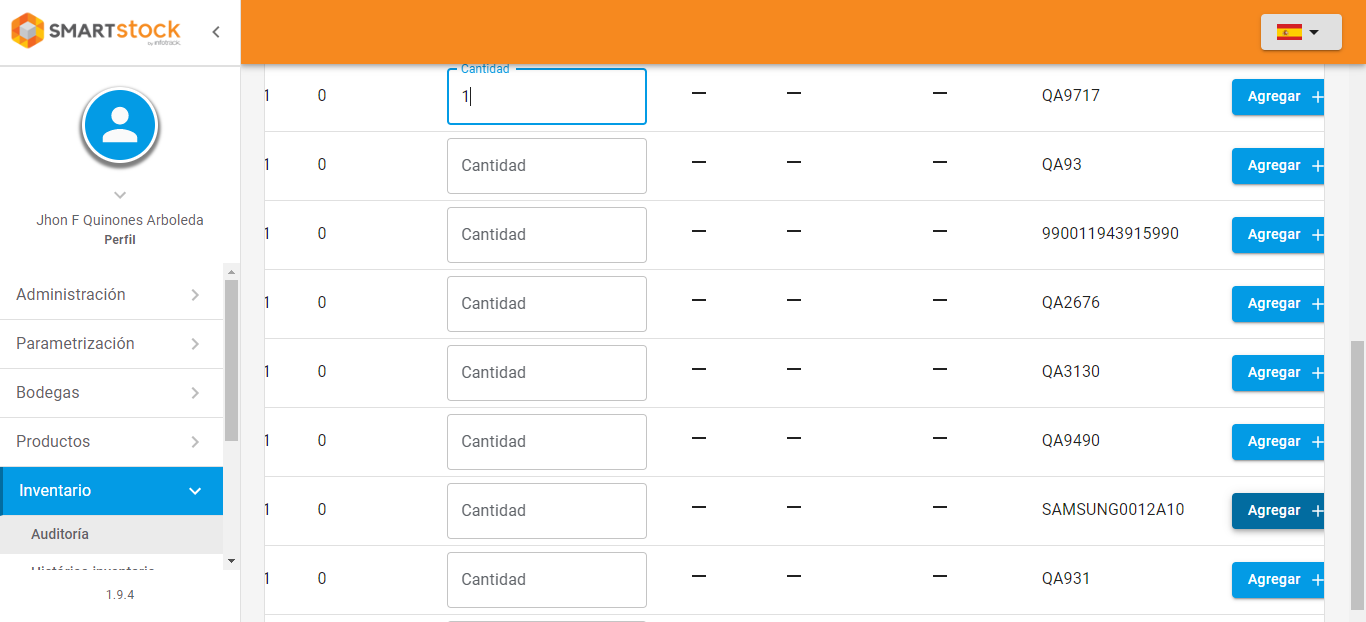 SMARTSTOCK
by infotrack.
Jhon F Quinones Arboleda
Perfil
Administración
Parametrización
Bodegas
Productos
Inventario
Auditoría
Histórico inventario
1.9.4
Cantidad
1 0 1 — — — QA9717 Agregar +
1 0 Cantidad — — — QA93 Agregar +
1 0 Cantidad — — — 990011943915990 Agregar +
1 0 Cantidad — — — QA2676 Agregar +
1 0 Cantidad — — — QA3130 Agregar +
1 0 Cantidad — — — QA9490 Agregar +
1 0 Cantidad — — — SAMSUNG0012A10 Agregar +
1 0 Cantidad — — — QA931 Agregar +